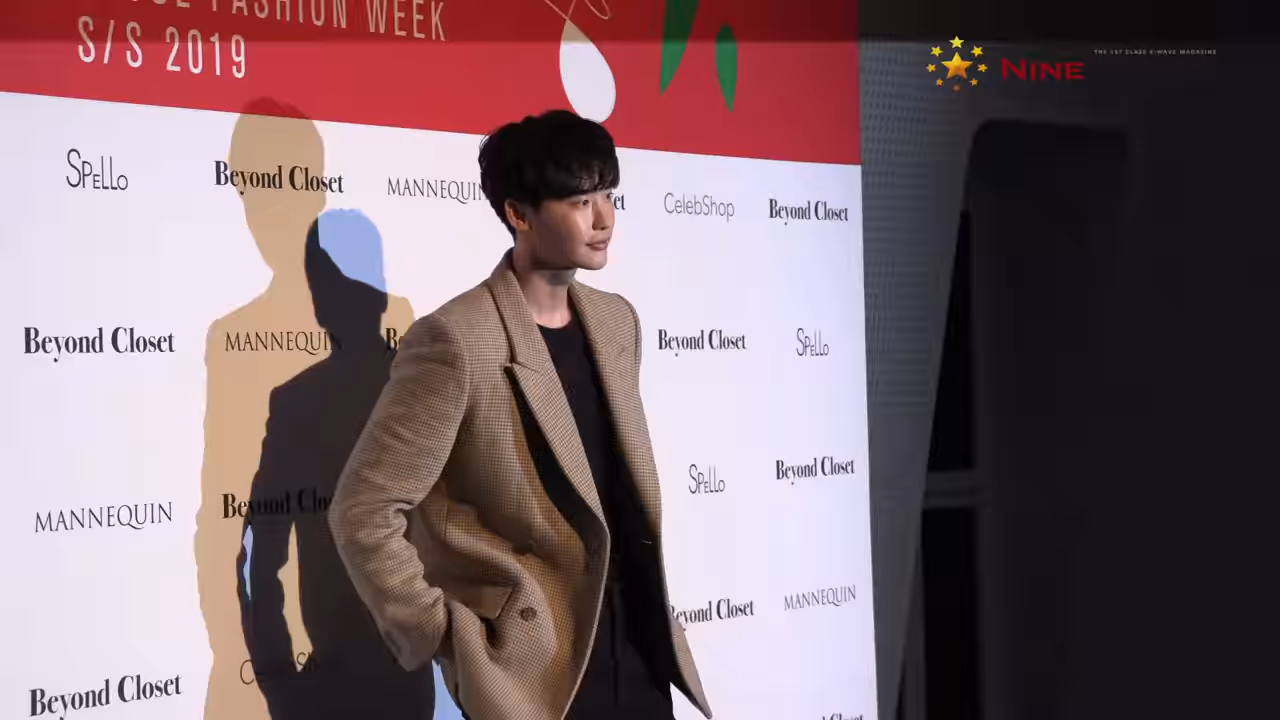 FASHION WEEK
S/S 2019
NINE
THE 1ST CLASS K-WAVE MAGAZINE
SPELLO
Beyond Closet
MANNEQUIN
CelebShop
Beyond Closet
Beyond Closet
MANNEQUIN
Beyond Closet
SPELLO
MANNEQUIN
Beyond Closet
SPELLO
Beyond Closet
Beyond Closet
MANNEQUIN
Beyond Closet